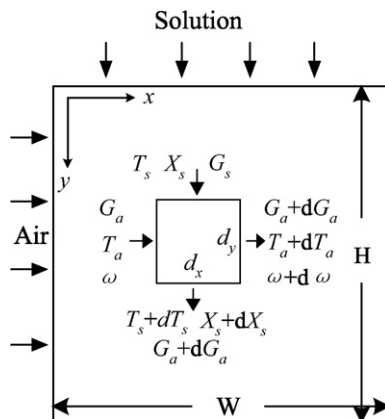 Solution
x
y
T_s X_s G_s
G_a
G_a+dG_a
Air
T_a
d_y
T_a+dT_a
H
ω
d_x
ω+d ω
T_s+dT_s X_s+dX_s
G_a+dG_a
W